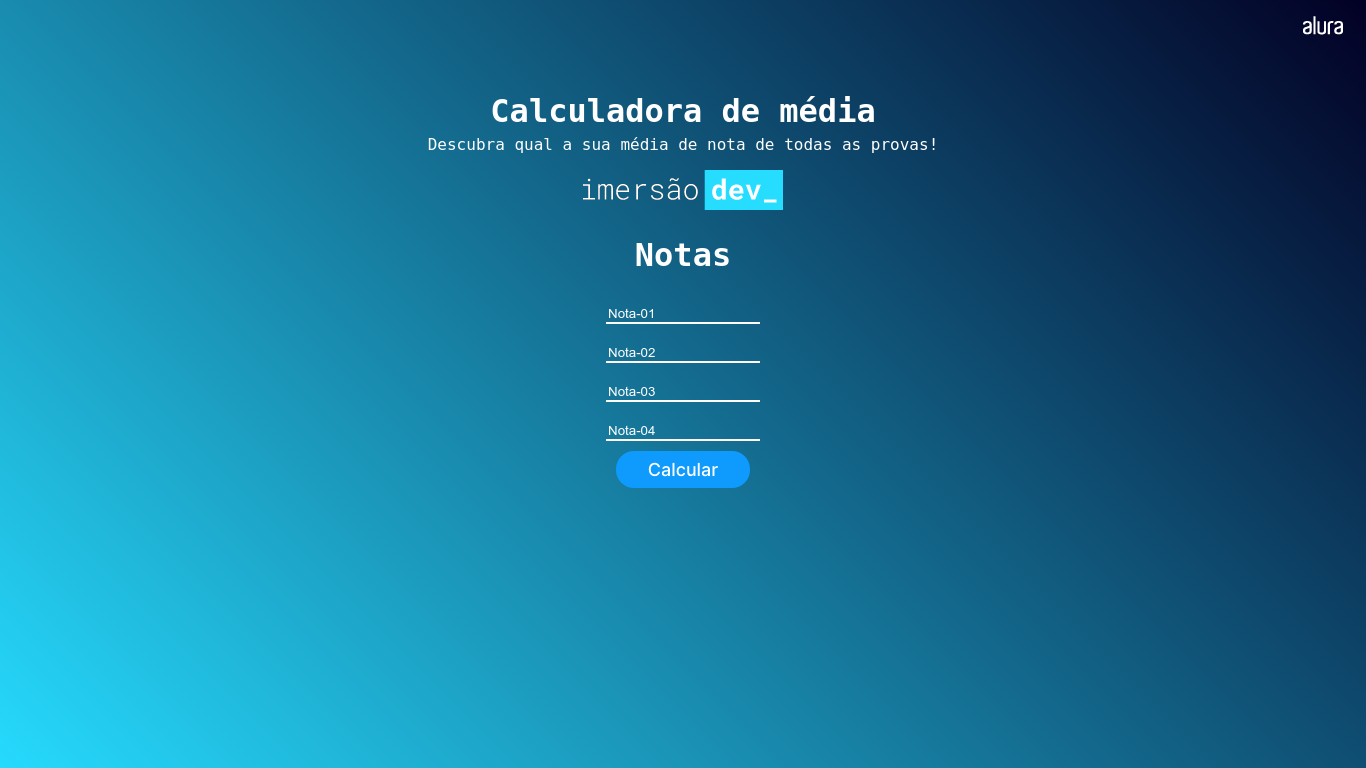 alura
Calculadora de média
Descubra qual a sua média de nota de todas as provas!
imersão dev_
Notas
Nota-01
Nota-02
Nota-03
Nota-04
Calcular